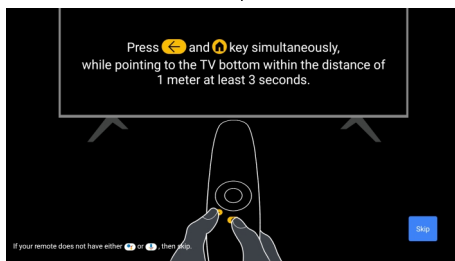 Press and key simultaneously,
while pointing to the TV bottom within the distance of
1 meter at least 3 seconds.
Skip
If your remote does not have either or , then skip.